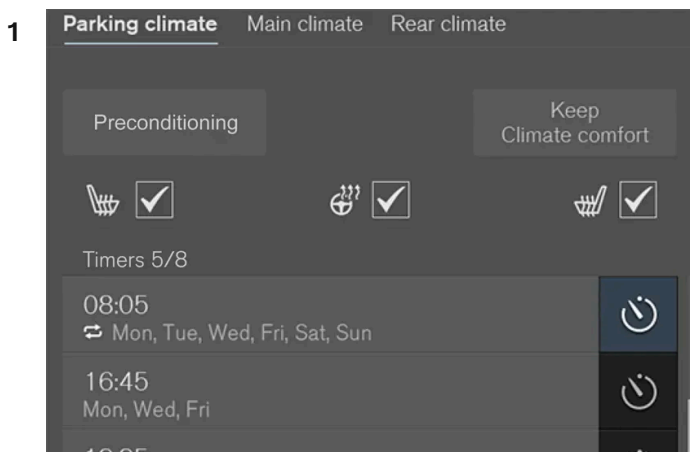 1
Parking climate Main climate Rear climate
Preconditioning
Keep
Climate comfort
Timers 5/8
08:05
Mon, Tue, Wed, Fri, Sat, Sun
16:45
Mon, Wed, Fri